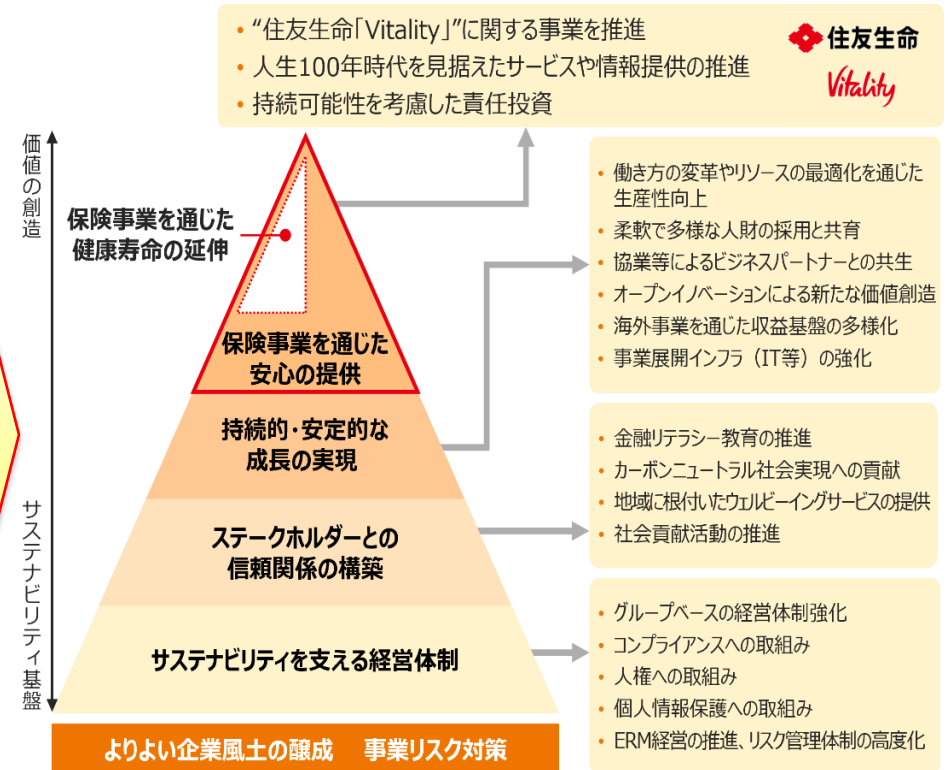 • “住友生命「Vitality」”に関する事業を推進
• 人生100年時代を見据えたサービスや情報提供の推進
• 持続可能性を考慮した責任投資
住友生命
Vitality
価値の創造
サステナビリティ基盤
保険事業を通じた
健康寿命の延伸
保険事業を通じた
安心の提供
持続的・安定的な
成長の実現
ステークホルダーとの
信頼関係の構築
サステナビリティを支える経営体制
よりよい企業風土の醸成 事業リスク対策
• 働き方の変革やリソースの最適化を通じた
生産性向上
• 柔軟で多様な人財の採用と共育
• 協業等によるビジネスパートナーとの共生
• オープンイノベーションによる新たな価値創造
• 海外事業を通じた収益基盤の多様化
• 事業展開インフラ（IT等）の強化
• 金融リテラシー教育の推進
• カーボンニュートラル社会実現への貢献
• 地域に根付いたウェルビーイングサービスの提供
• 社会貢献活動の推進
• グループベースの経営体制強化
• コンプライアンスへの取組み
• 人権への取組み
• 個人情報保護への取組み
• ERM経営の推進、リスク管理体制の高度化